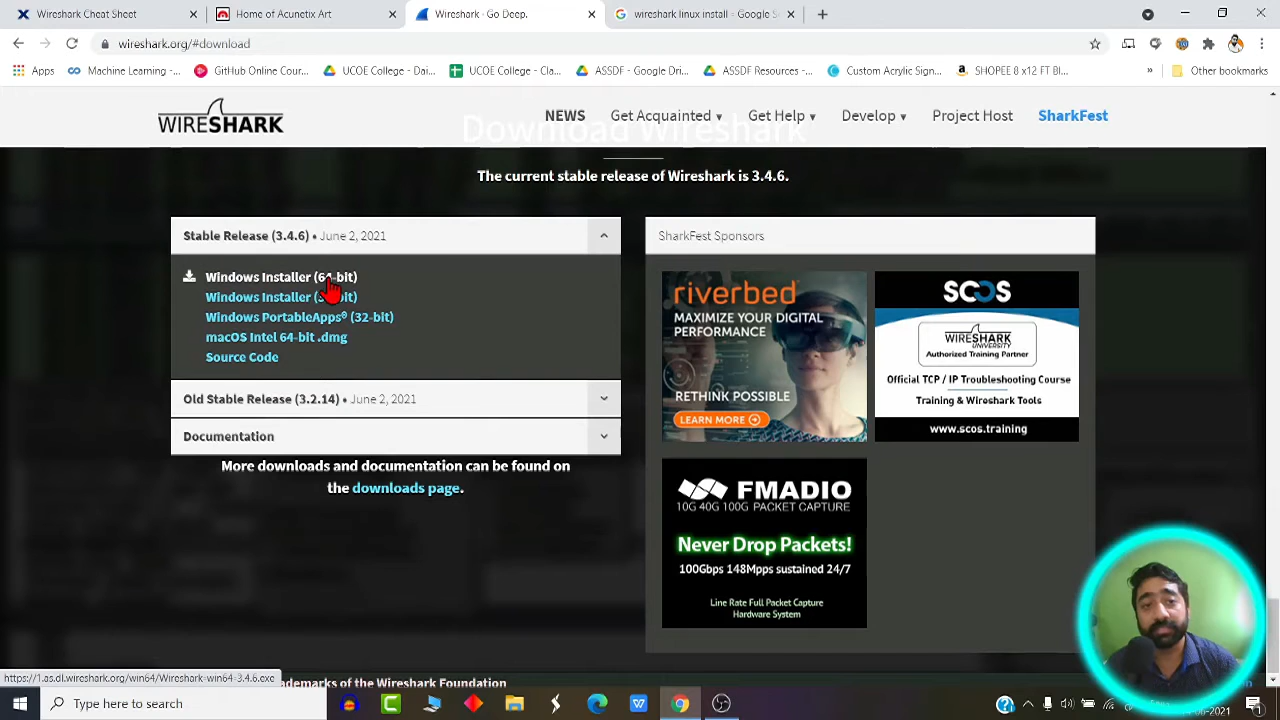 Home of Acunetix Art
Wireshark · Go Deep.
wireshark linux install - Google S
wireshark.org/#download
Apps
Machine Learning -...
GitHub Online Cour...
UCOE College - Dai...
UCOE College - Cla...
ASSDF - Google Dri...
ASSDF Resources -...
Custom Acrylic Sign...
SHOPEE 8 x12 FT Bl...
»
Other bookmarks
WIRESHARK
NEWS
Get Acquainted ▾
Get Help ▾
Develop ▾
Project Host
SharkFest
Download Wireshark
The current stable release of Wireshark is 3.4.6.
Stable Release (3.4.6) • June 2, 2021
Windows Installer (64-bit)
Windows Installer
Windows PortableApps® (32-bit)
macOS Intel 64-bit .dmg
Source Code
Old Stable Release (3.2.14) • June 2, 2021
Documentation
More downloads and documentation can be found on
the downloads page.
SharkFest Sponsors
riverbed
MAXIMIZE YOUR DIGITAL
PERFORMANCE
RETHINK POSSIBLE
LEARN MORE
SCOS
WIRESHARK
UNIVERSITY
Authorized Training Partner
Official TCP / IP Troubleshooting Course
Training & Wireshark Tools
www.scos.training
FMADIO
10G 40G 100G PACKET CAPTURE
Never Drop Packets!
100Gbps 148Mpps sustained 24/7
Line Rate Full Packet Capture
Hardware System
https://1.as.dl.wireshark.org/win64/Wireshark-win64-3.4.6.exe
demarks of the Wireshark Foundation
Type here to search